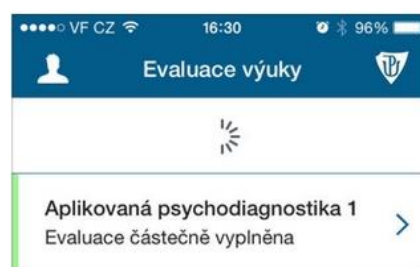 VF CZ 16:30 96%
Evaluace výuky
Aplikovaná psychodiagnostika 1
Evaluace částečně vyplněna